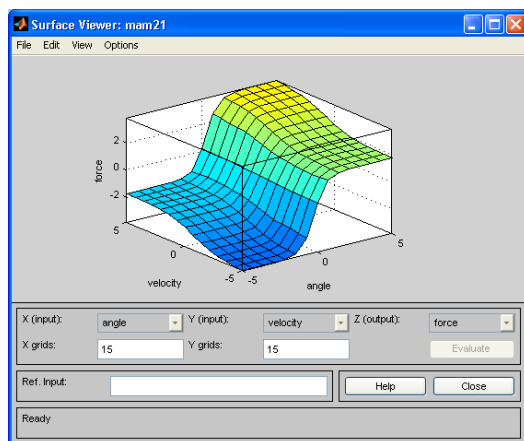 Surface Viewer: mam21
File Edit View Options
2
0
-2
force
5
0
-5
velocity
-5
0
5
angle
X (input): angle Y (input): velocity Z (output): force
X grids: 15 Y grids: 15 Evaluate
Ref. Input: Help Close
Ready